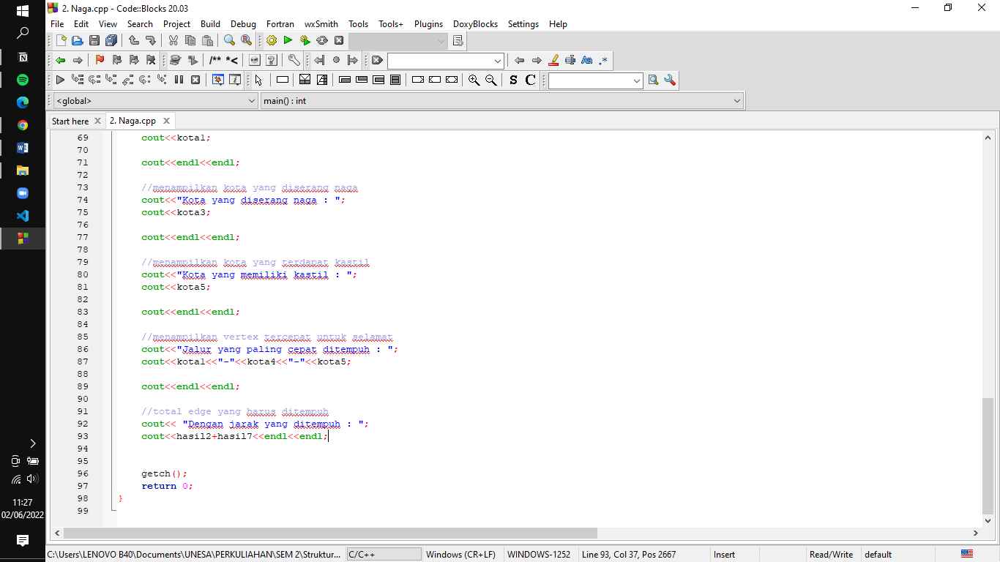 2. Naga.cpp - Code::Blocks 20.03
File Edit View Search Project Build Debug Fortran wxSmith Tools Tools+ Plugins DoxyBlocks Settings Help
/** *<
Aa .*
S C
<global> main() : int
Start here 2. Naga.cpp
69 cout<<kota1;
70
71 cout<<endl<<endl;
72
73 //menampilkan kota yang diserang naga
74 cout<<"Kota yang diserang naga : ";
75 cout<<kota3;
76
77 cout<<endl<<endl;
78
79 //menampilkan kota yang terdapat kastil
80 cout<<"Kota yang memiliki kastil : ";
81 cout<<kota5;
82
83 cout<<endl<<endl;
84
85 //menampilkan vertex tercepat untuk selamat
86 cout<<"Jalur yang paling cepat ditempuh : ";
87 cout<<kota1<<"-"<<kota4<<"-"<<kota5;
88
89 cout<<endl<<endl;
90
91 //total edge yang harus ditempuh
92 cout<< "Dengan jarak yang ditempuh : ";
93 cout<<hasil2+hasil7<<endl<<endl;
94
95
96 getch();
97 return 0;
98 }
99
11:27
02/06/2022
C:\Users\LENOVO B40\Documents\UNESA\PERKULIAHAN\SEM 2\Struktur... C/C++ Windows (CR+LF) WINDOWS-1252 Line 93, Col 37, Pos 2667 Insert Read/Write default